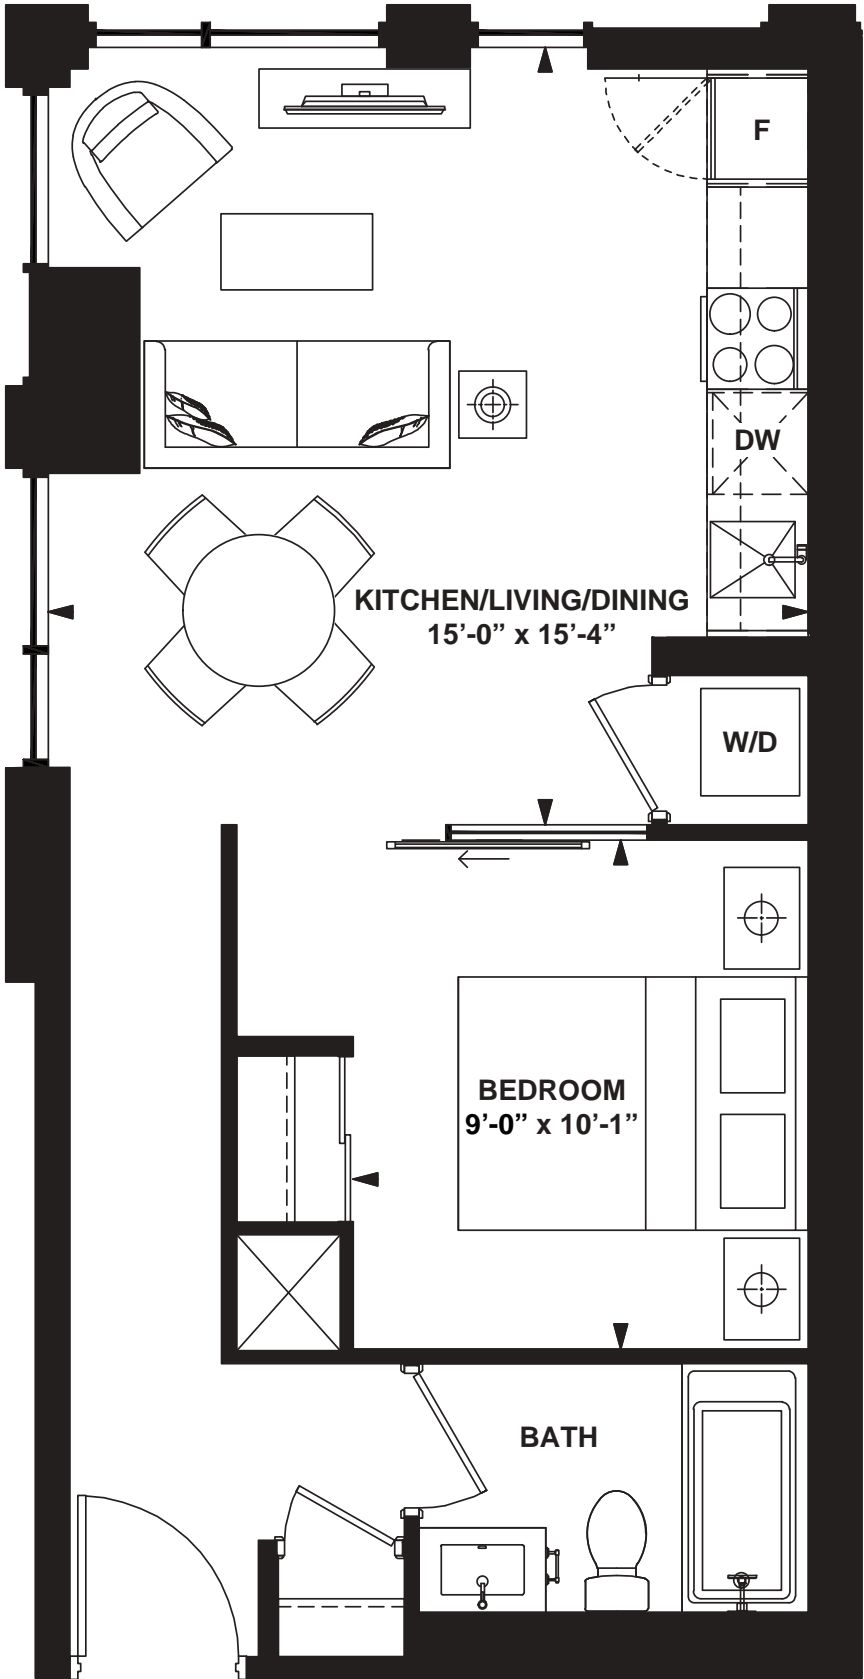 F
DW
KITCHEN/LIVING/DINING
15’-0” x 15’-4”
W/D
BEDROOM
9’-0” x 10’-1”
BATH